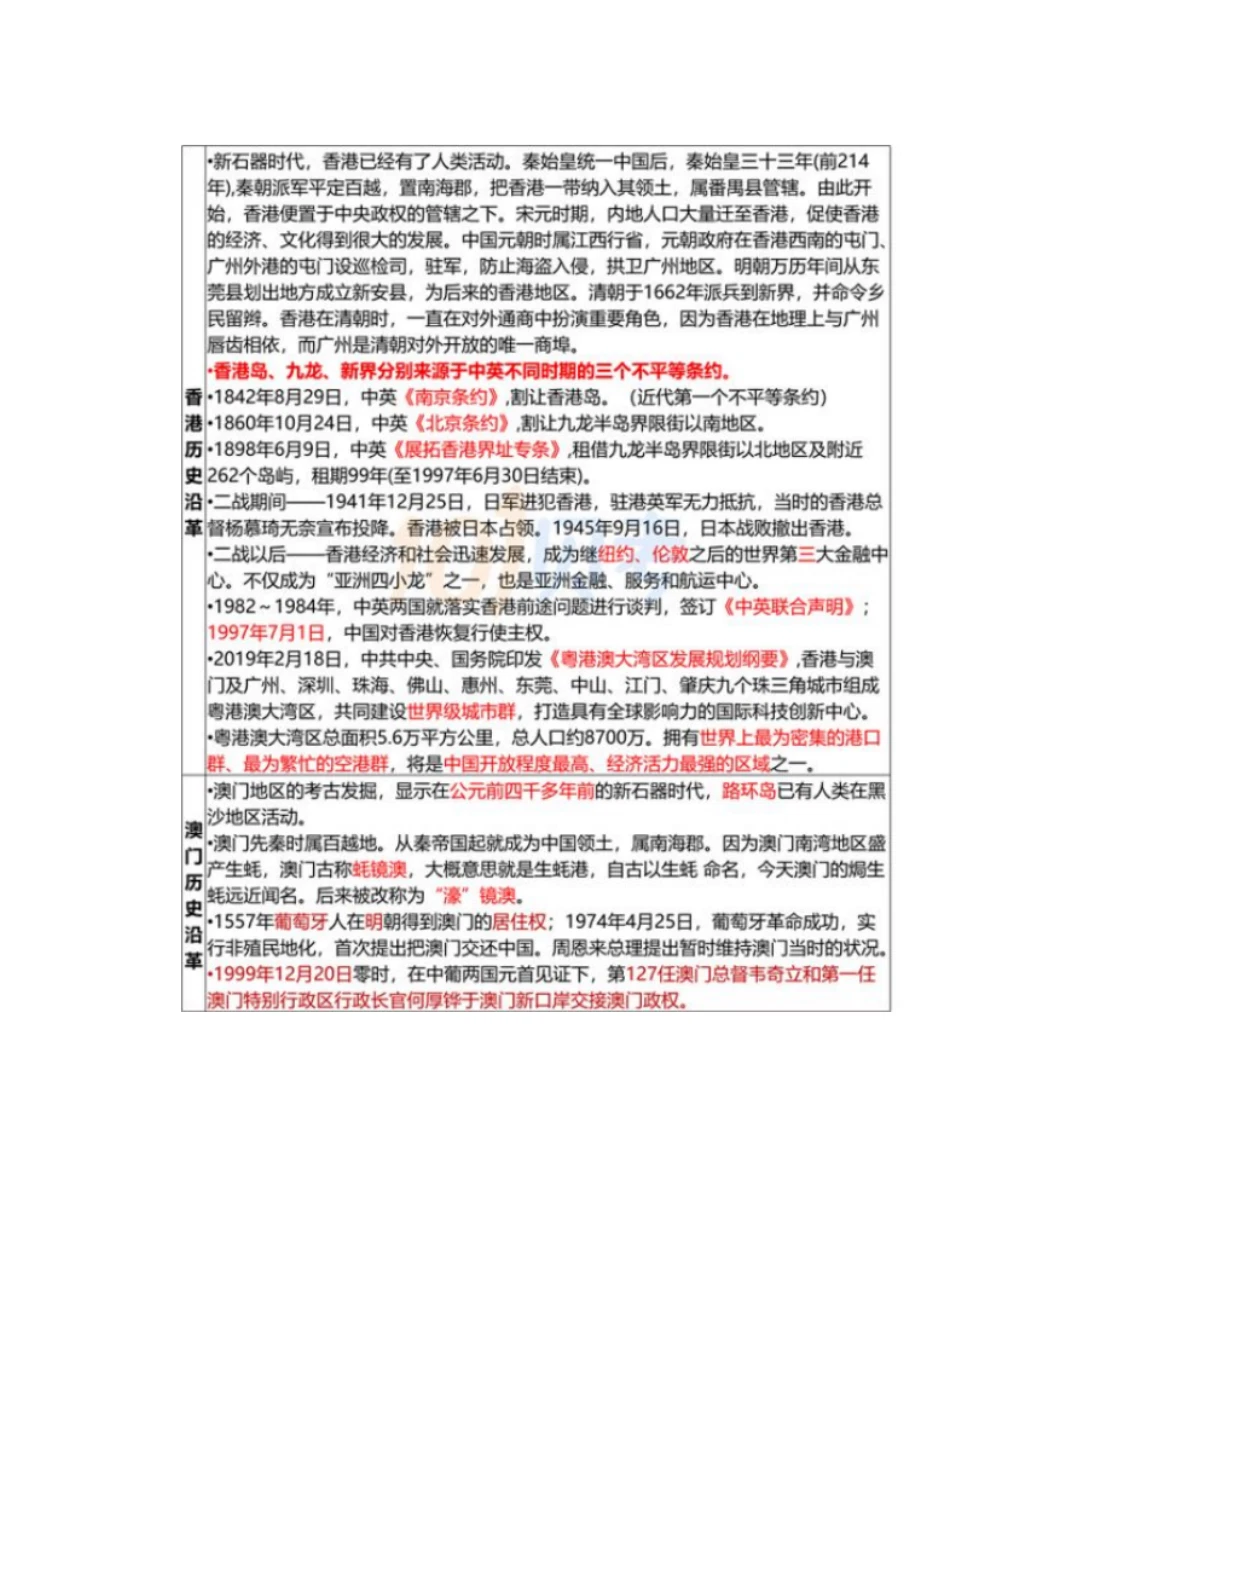 •新石器时代，香港已经有了人类活动。秦始皇统一中国后，秦始皇三十三年(前214
年),秦朝派军平定百越，置南海郡，把香港一带纳入其领土，属番禺县管辖。由此开
始，香港便置于中央政权的管辖之下。宋元时期，内地人口大量迁至香港，促使香港
的经济、文化得到很大的发展。中国元朝时属江西行省，元朝政府在香港西南的屯门、
广州外港的屯门设巡检司，驻军，防止海盗入侵，拱卫广州地区。明朝万历年间从东
莞县划出地方成立新安县，为后来的香港地区。清朝于1662年派兵到新界，并命令乡
民留辫。香港在清朝时，一直在对外通商中扮演重要角色，因为香港在地理上与广州
唇齿相依，而广州是清朝对外开放的唯一商埠。
•香港岛、九龙、新界分别来源于中英不同时期的三个不平等条约。
香港历史沿革
•1842年8月29日，中英《南京条约》,割让香港岛。（近代第一个不平等条约）
•1860年10月24日，中英《北京条约》,割让九龙半岛界限街以南地区。
•1898年6月9日，中英《展拓香港界址专条》,租借九龙半岛界限街以北地区及附近
262个岛屿，租期99年(至1997年6月30日结束)。
•二战期间——1941年12月25日，日军进犯香港，驻港英军无力抵抗，当时的香港总
督杨慕琦无奈宣布投降。香港被日本占领。1945年9月16日，日本战败撤出香港。
•二战以后——香港经济和社会迅速发展，成为继纽约、伦敦之后的世界第三大金融中
心。不仅成为“亚洲四小龙”之一，也是亚洲金融、服务和航运中心。
•1982～1984年，中英两国就落实香港前途问题进行谈判，签订《中英联合声明》；
1997年7月1日，中国对香港恢复行使主权。
•2019年2月18日，中共中央、国务院印发《粤港澳大湾区发展规划纲要》,香港与澳
门及广州、深圳、珠海、佛山、惠州、东莞、中山、江门、肇庆九个珠三角城市组成
粤港澳大湾区，共同建设世界级城市群，打造具有全球影响力的国际科技创新中心。
•粤港澳大湾区总面积5.6万平方公里，总人口约8700万。拥有世界上最为密集的港口
群、最为繁忙的空港群，将是中国开放程度最高、经济活力最强的区域之一。
澳门历史沿革
•澳门地区的考古发掘，显示在公元前四千多年前的新石器时代，路环岛已有人类在黑
沙地区活动。
•澳门先秦时属百越地。从秦帝国起就成为中国领土，属南海郡。因为澳门南湾地区盛
产生蚝，澳门古称蚝镜澳，大概意思就是生蚝港，自古以生蚝 命名，今天澳门的焗生
蚝远近闻名。后来被改称为“濠”镜澳。
•1557年葡萄牙人在明朝得到澳门的居住权；1974年4月25日，葡萄牙革命成功，实
行非殖民地化，首次提出把澳门交还中国。周恩来总理提出暂时维持澳门当时的状况。
•1999年12月20日零时，在中葡两国元首见证下，第127任澳门总督韦奇立和第一任
澳门特别行政区行政长官何厚铧于澳门新口岸交接澳门政权。